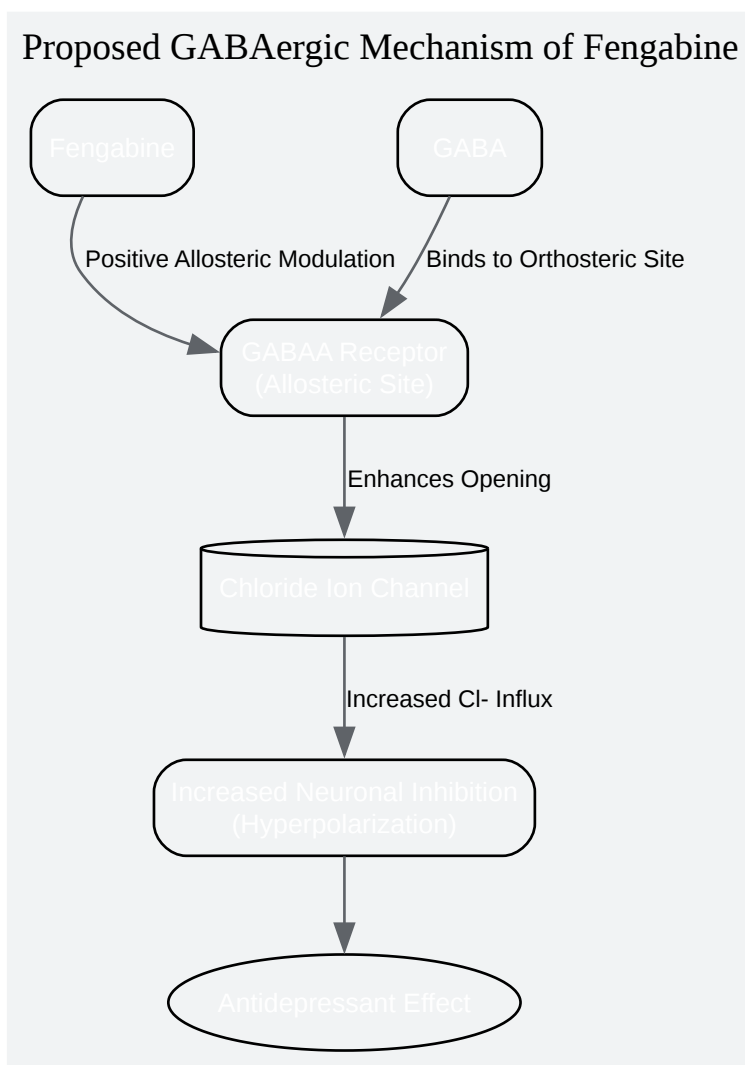 Proposed GABAergic Mechanism of Fengabine
Fengabine
GABA
Positive Allosteric Modulation
Binds to Orthosteric Site
GABAA Receptor
(Allosteric Site)
Enhances Opening
Chloride Ion Channel
Increased Cl- Influx
Increased Neuronal Inhibition
(Hyperpolarization)
Antidepressant Effect